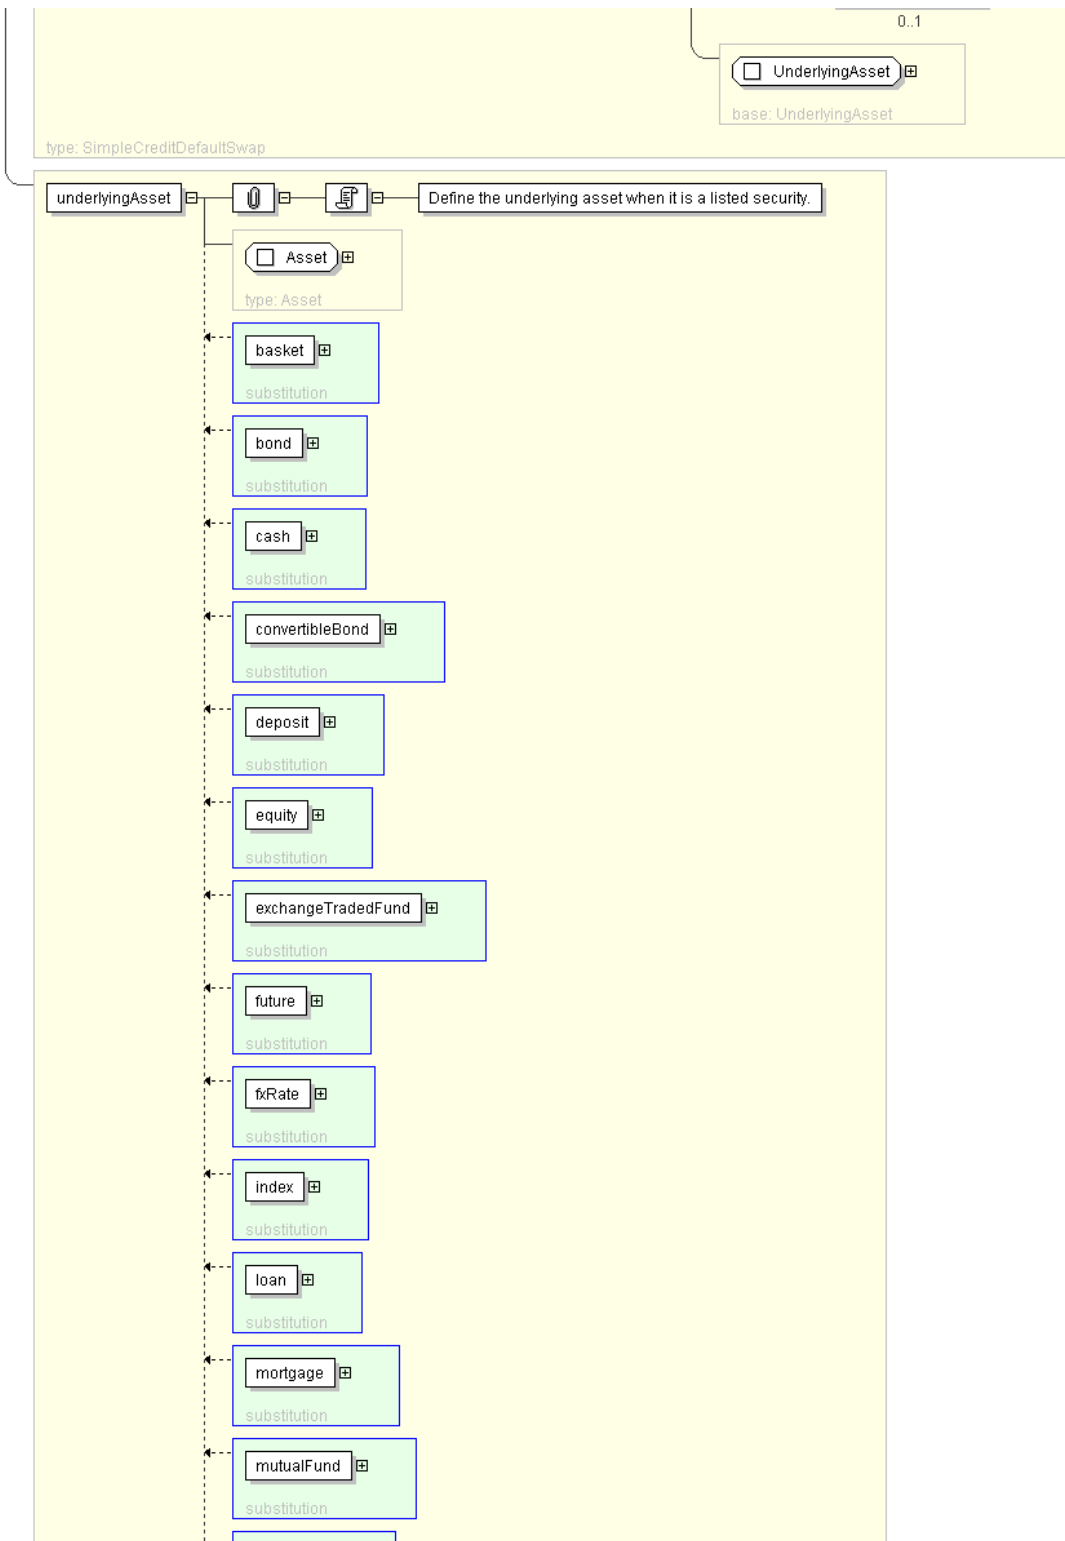 0..1
UnderlyingAsset
base: UnderlyingAsset
type: SimpleCreditDefaultSwap
underlyingAsset
Define the underlying asset when it is a listed security.
Asset
type: Asset
basket
substitution
bond
substitution
cash
substitution
convertibleBond
substitution
deposit
substitution
equity
substitution
exchangeTradedFund
substitution
future
substitution
fxRate
substitution
index
substitution
loan
substitution
mortgage
substitution
mutualFund
substitution